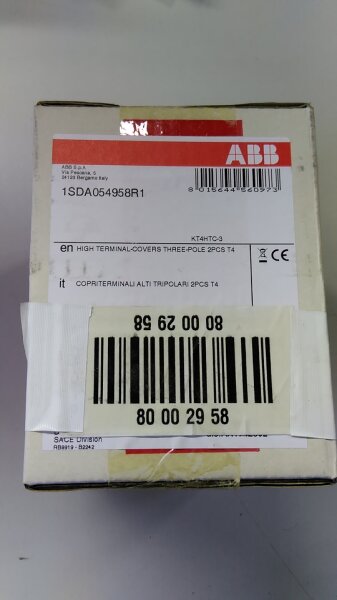 ABB
ABB S.p.A
Via Pescaria, 5
24123 Bergamo Italy
1SDA054958R1
8 015644 560973
KT4HTC-3
en HIGH TERMINAL-COVERS THREE-POLE 2PCS T4
CE
it COPRITERMINALI ALTI TRIPOLARI 2PCS T4
80 00 29 58
80 00 29 58
SACE Division
RB9919 - B2242